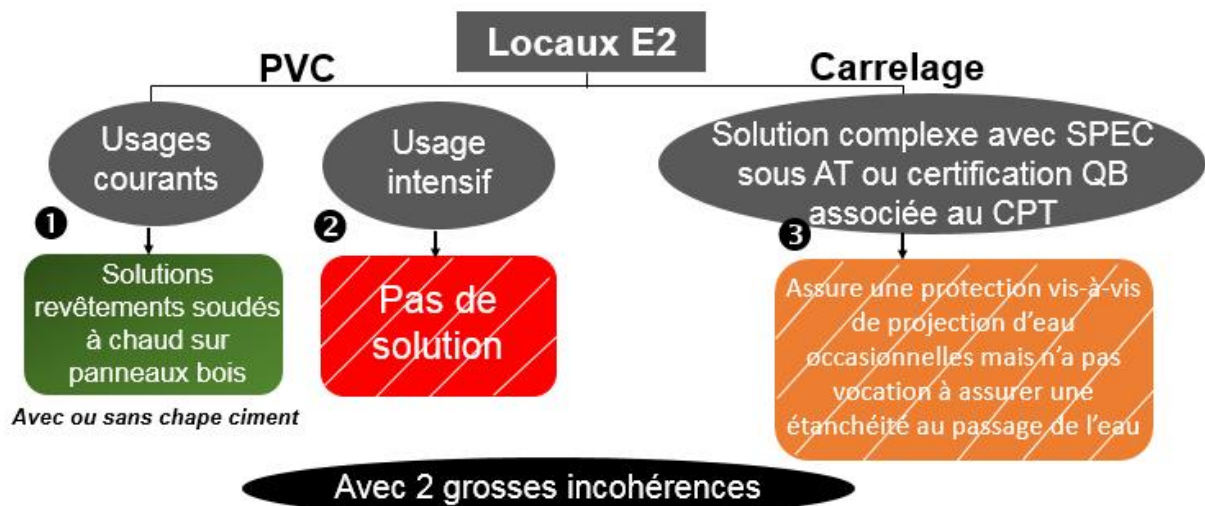 Locaux E2
PVC
Carrelage
Usages
courants
Usage
intensif
Solution complexe avec SPEC
sous AT ou certification QB
associée au CPT
1
2
3
Solutions
revêtements soudés
à chaud sur
panneaux bois
Pas de
solution
Assure une protection vis-à-vis
de projection d'eau
occasionnelles mais n'a pas
vocation à assurer une
étanchéité au passage de l'eau
Avec ou sans chape ciment
Avec 2 grosses incohérences